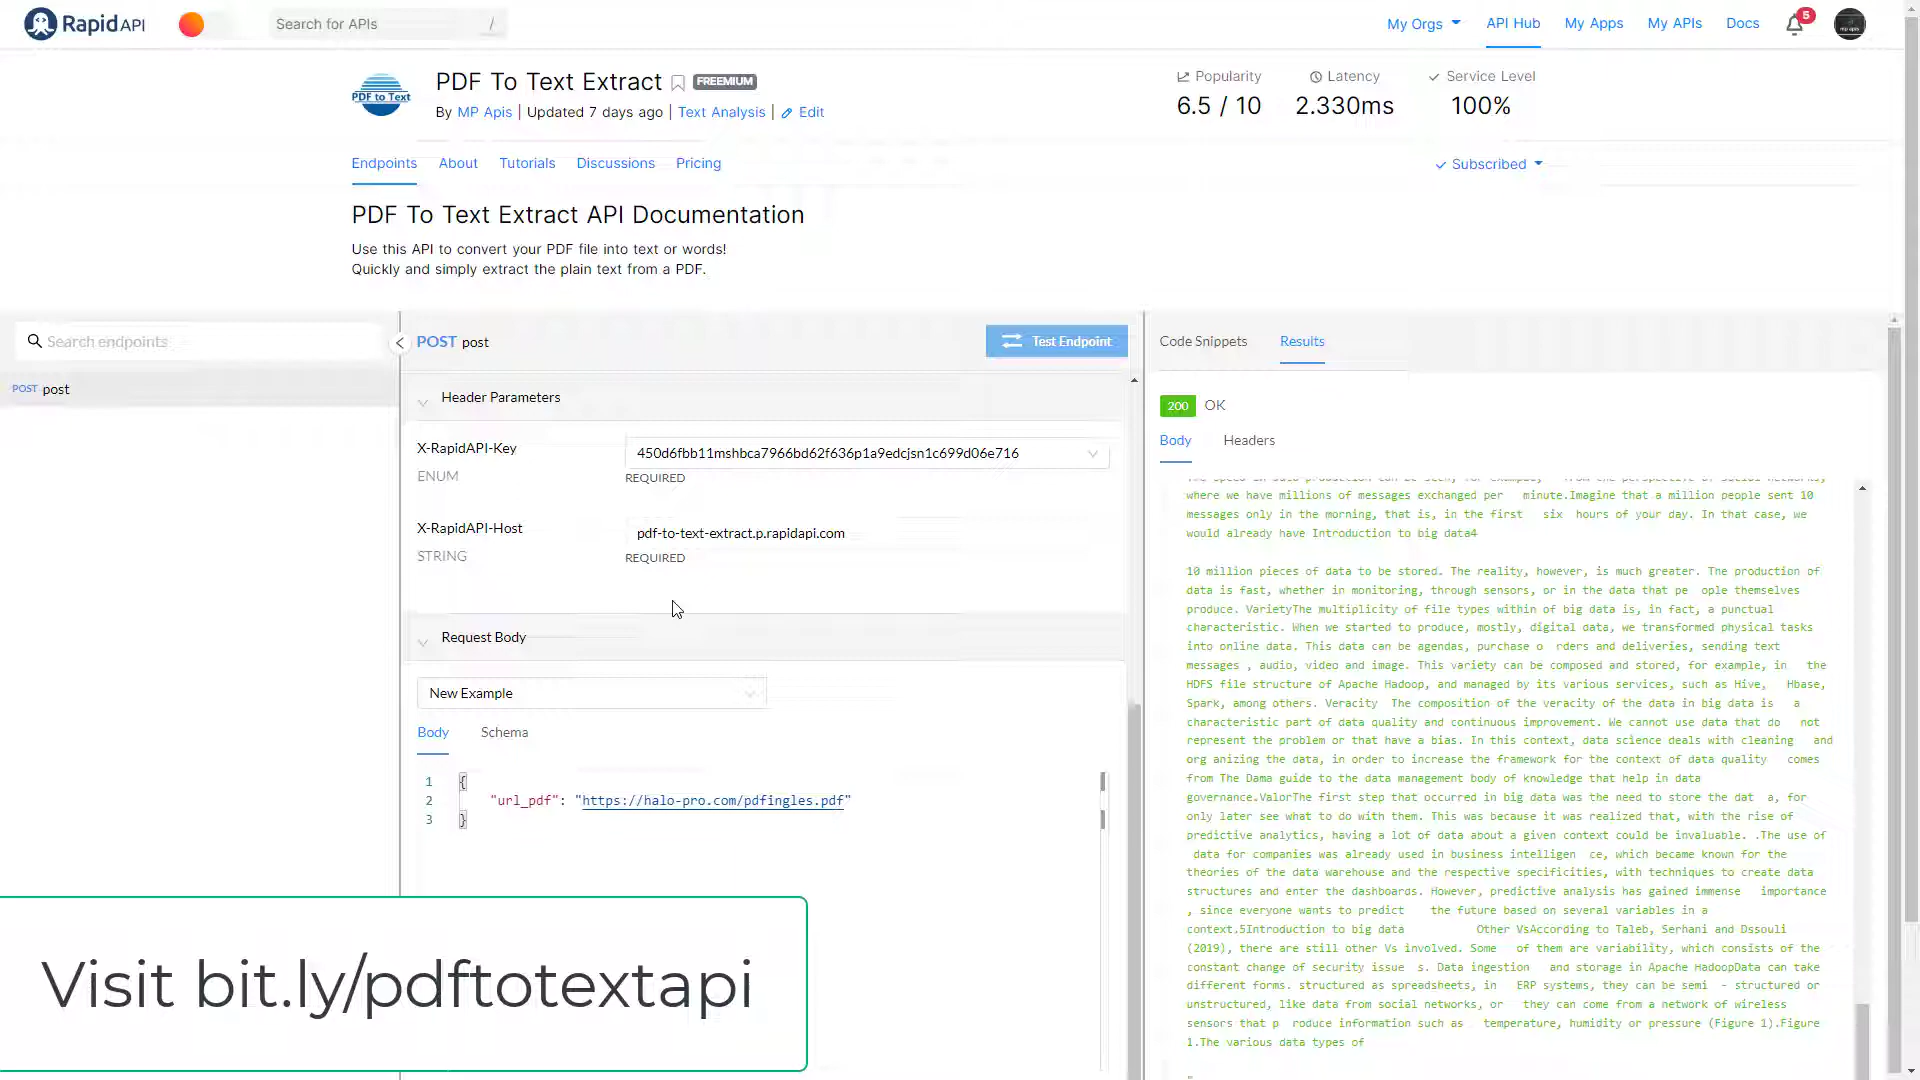 RapidAPI
Search for APIs /
My Orgs API Hub My Apps My APIs Docs 5
PDF to Text
PDF To Text Extract FREEMIUM
By MP Apis | Updated 7 days ago | Text Analysis | Edit
Popularity Latency Service Level
6.5 / 10 2.330ms 100%
Endpoints About Tutorials Discussions Pricing
Subscribed
PDF To Text Extract API Documentation
Use this API to convert your PDF file into text or words!
Quickly and simply extract the plain text from a PDF.
Search endpoints
POST post
POST post
Test Endpoint
Header Parameters
X-RapidAPI-Key
450d6fbb11mshbca7966bd62f636p1a9edcjsn1c699d06e716
ENUM
REQUIRED
X-RapidAPI-Host
pdf-to-text-extract.p.rapidapi.com
STRING
REQUIRED
Request Body
New Example
Body Schema
1 {
2 "url_pdf": "https://halo-pro.com/pdfingles.pdf"
3 }
Code Snippets Results
200 OK
Body Headers
where we have millions of messages exchanged per minute.Imagine that a million people sent 10
messages only in the morning, that is, in the first six hours of your day. In that case, we
would already have Introduction to big data4
10 million pieces of data to be stored. The reality, however, is much greater. The production of
data is fast, whether in monitoring, through sensors, or in the data that pe ople themselves
produce. VarietyThe multiplicity of file types within of big data is, in fact, a punctual
characteristic. When we started to produce, mostly, digital data, we transformed physical tasks
into online data. This data can be agendas, purchase o rders and deliveries, sending text
messages , audio, video and image. This variety can be composed and stored, for example, in the
HDFS file structure of Apache Hadoop, and managed by its various services, such as Hive, Hbase,
Spark, among others. Veracity The composition of the veracity of the data in big data is a
characteristic part of data quality and continuous improvement. We cannot use data that do not
represent the problem or that have a bias. In this context, data science deals with cleaning and
org anizing the data, in order to increase the framework for the context of data quality comes
from The Dama guide to the data management body of knowledge that help in data
governance.ValorThe first step that occurred in big data was the need to store the dat a, for
only later see what to do with them. This was because it was realized that, with the rise of
predictive analytics, having a lot of data about a given context could be invaluable. .The use of
data for companies was already used in business intelligen ce, which became known for the
theories of the data warehouse and the respective specificities, with techniques to create data
structures and enter the dashboards. However, predictive analysis has gained immense importance
, since everyone wants to predict the future based on several variables in a
context.5Introduction to big data Other VsAccording to Taleb, Serhani and Dssouli
(2019), there are still other Vs involved. Some of them are variability, which consists of the
constant change of security issue s. Data ingestion and storage in Apache HadoopData can take
different forms. structured as spreadsheets, in ERP systems, they can be semi - structured or
unstructured, like data from social networks, or they can come from a network of wireless
sensors that p roduce information such as temperature, humidity or pressure (Figure 1).Figure
1.The various data types of
"
Visit bit.ly/pdftotextapi